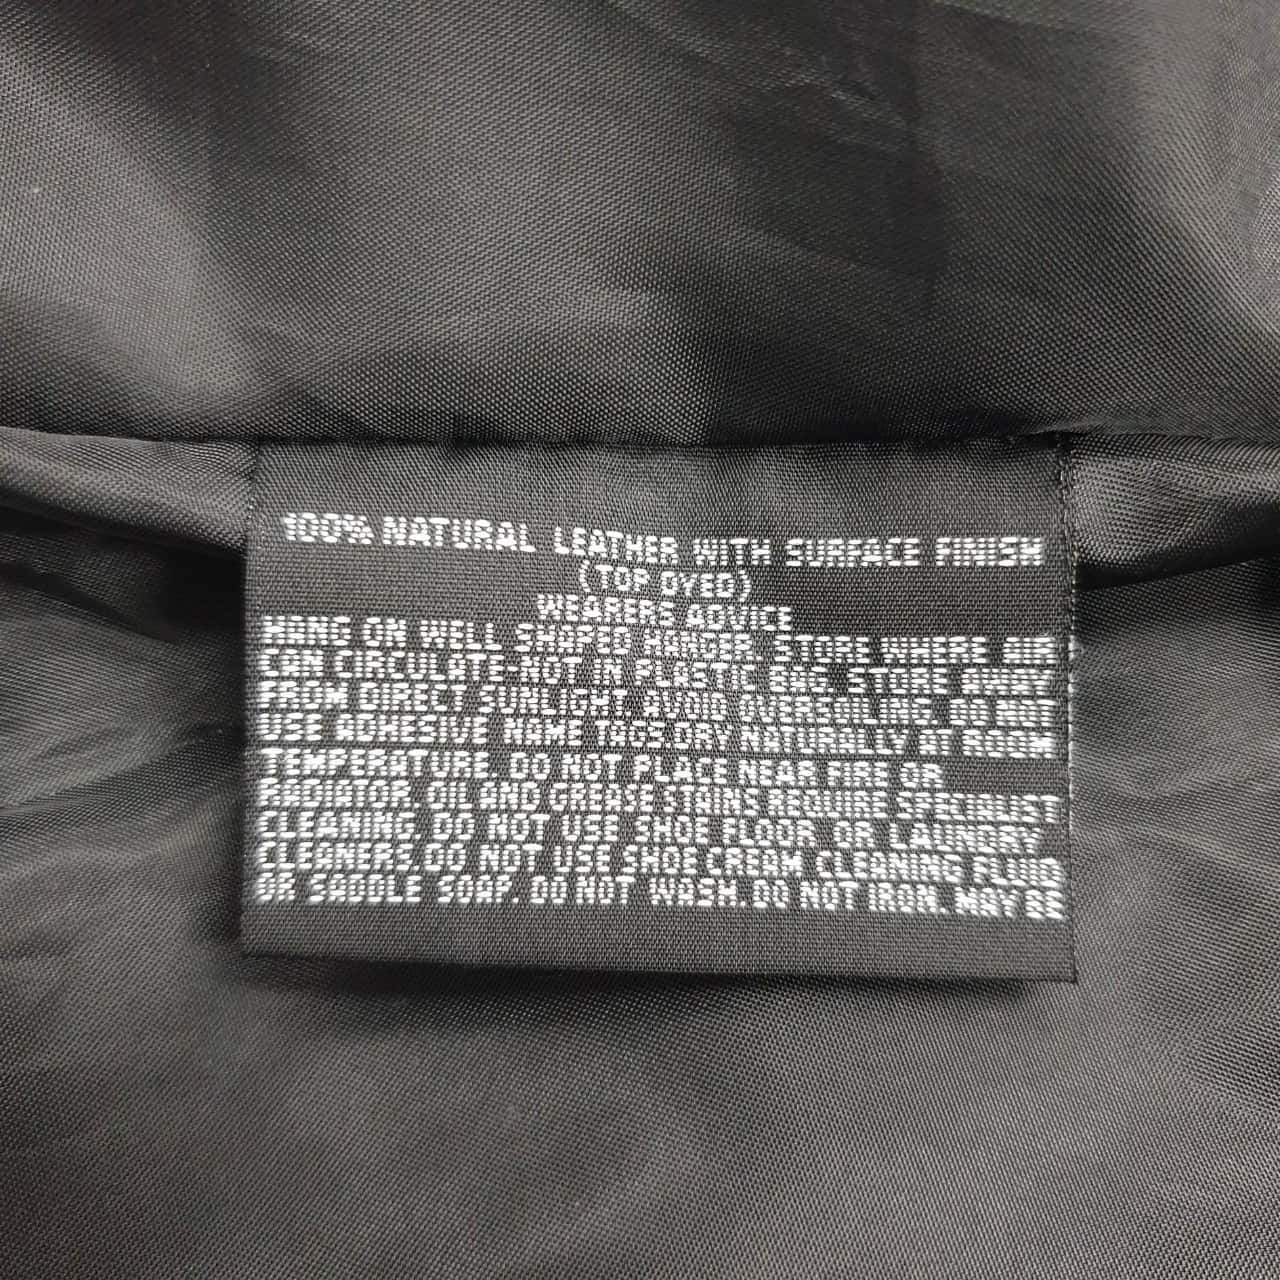 100% NATURAL LEATHER WITH SURFACE FINISH
(TOP DYED)
WEARERS ADVICE
HANG ON WELL SHAPED HANGER. STORE WHERE AIR
CAN CIRCULATE-NOT IN PLASTIC BAG. STORE AWAY
FROM DIRECT SUNLIGHT. AVOID OVERSOILING. DO NOT
USE ADHESIVE NAME TAGS.DRY NATURALLY AT ROOM
TEMPERATURE. DO NOT PLACE NEAR FIRE OR
RADIATOR. OIL AND GREASE STAINS REQUIRE SPECIALIST
CLEANING. DO NOT USE SHOE FLOOR. OR LAUNDRY
CLEANERS.DO NOT USE SHOE CREAM. CLEANING FLUID
OR SADDLE SOAP. DO NOT WASH. DO NOT IRON. MAY BE